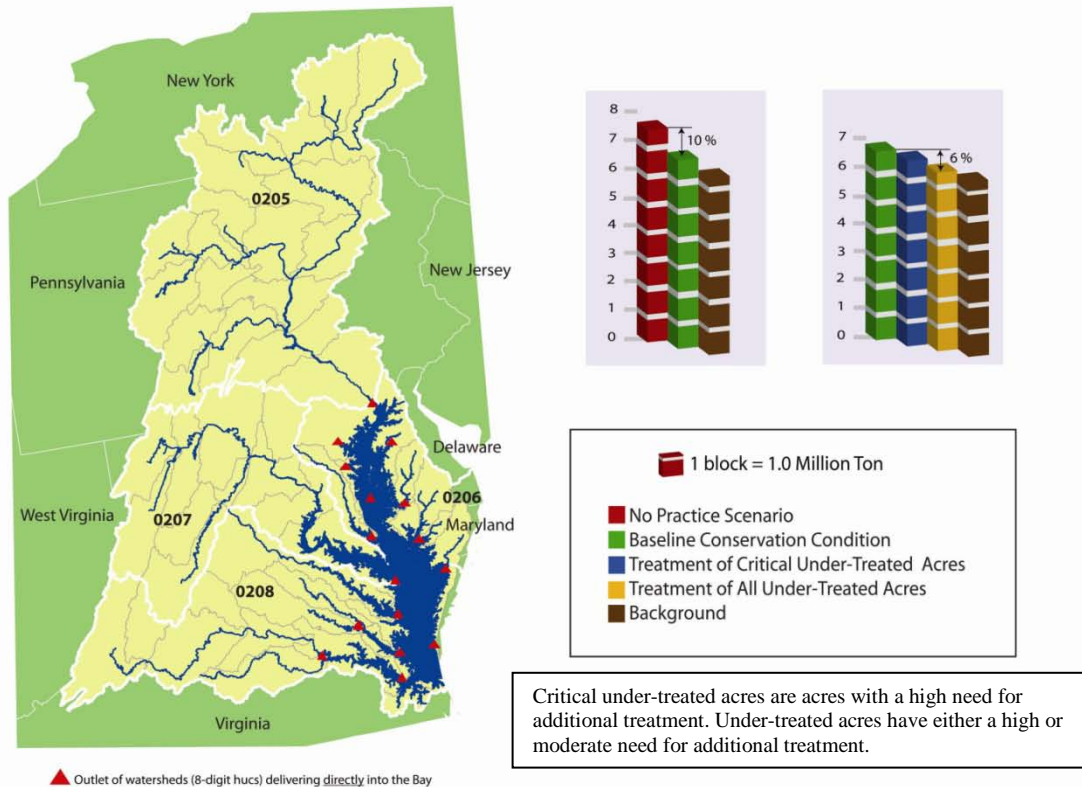 New York
0205
Pennsylvania
New Jersey
Delaware
0206
Maryland
West Virginia
0207
0208
Virginia
Outlet of watersheds (8-digit hucs) delivering directly into the Bay
8
7
6
5
4
3
2
1
0
10 %
7
6
5
4
3
2
1
0
6 %
1 block = 1.0 Million Ton
No Practice Scenario
Baseline Conservation Condition
Treatment of Critical Under-Treated Acres
Treatment of All Under-Treated Acres
Background
Critical under-treated acres are acres with a high need for
additional treatment. Under-treated acres have either a high or
moderate need for additional treatment.